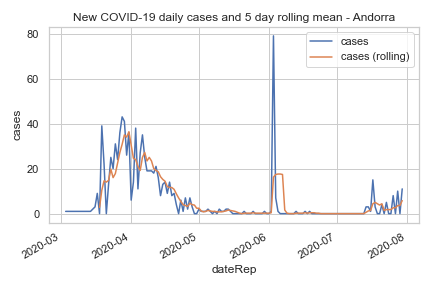 New COVID-19 daily cases and 5 day rolling mean - Andorra
cases
cases (rolling)
80
60
40
20
0
cases
2020-03
2020-04
2020-05
2020-06
2020-07
2020-08
dateRep